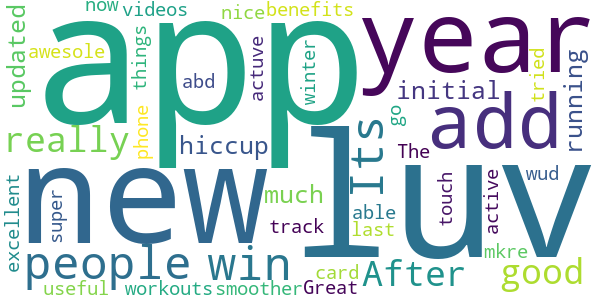 now
videos
nice
benefits
app
year
updated
awesole
things
abd
actuve
winter
initial
tried
running
add
really
phone
hiccup
Its
go
The
new
luv
much
excellent
super
track
able
last
touch
active
wud
mkre
people
win
After
good
useful
workouts
smoother
card
Great